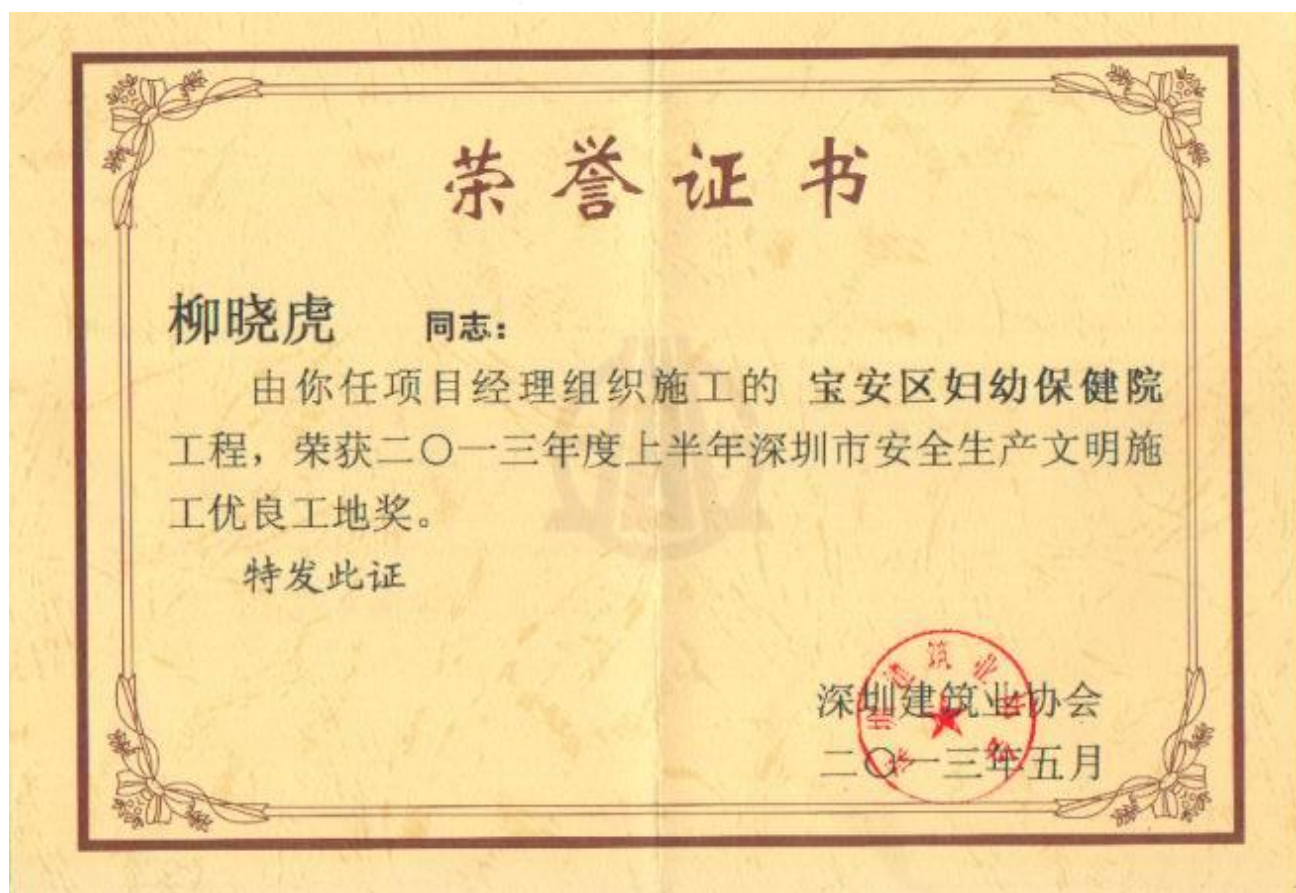 荣誉证书
柳晓虎 同志：
由你任项目经理组织施工的 宝安区妇幼保健院
工程，荣获二〇一三年度上半年深圳市安全生产文明施
工优良工地奖。
特发此证
深圳建筑业协会
二〇一三年五月